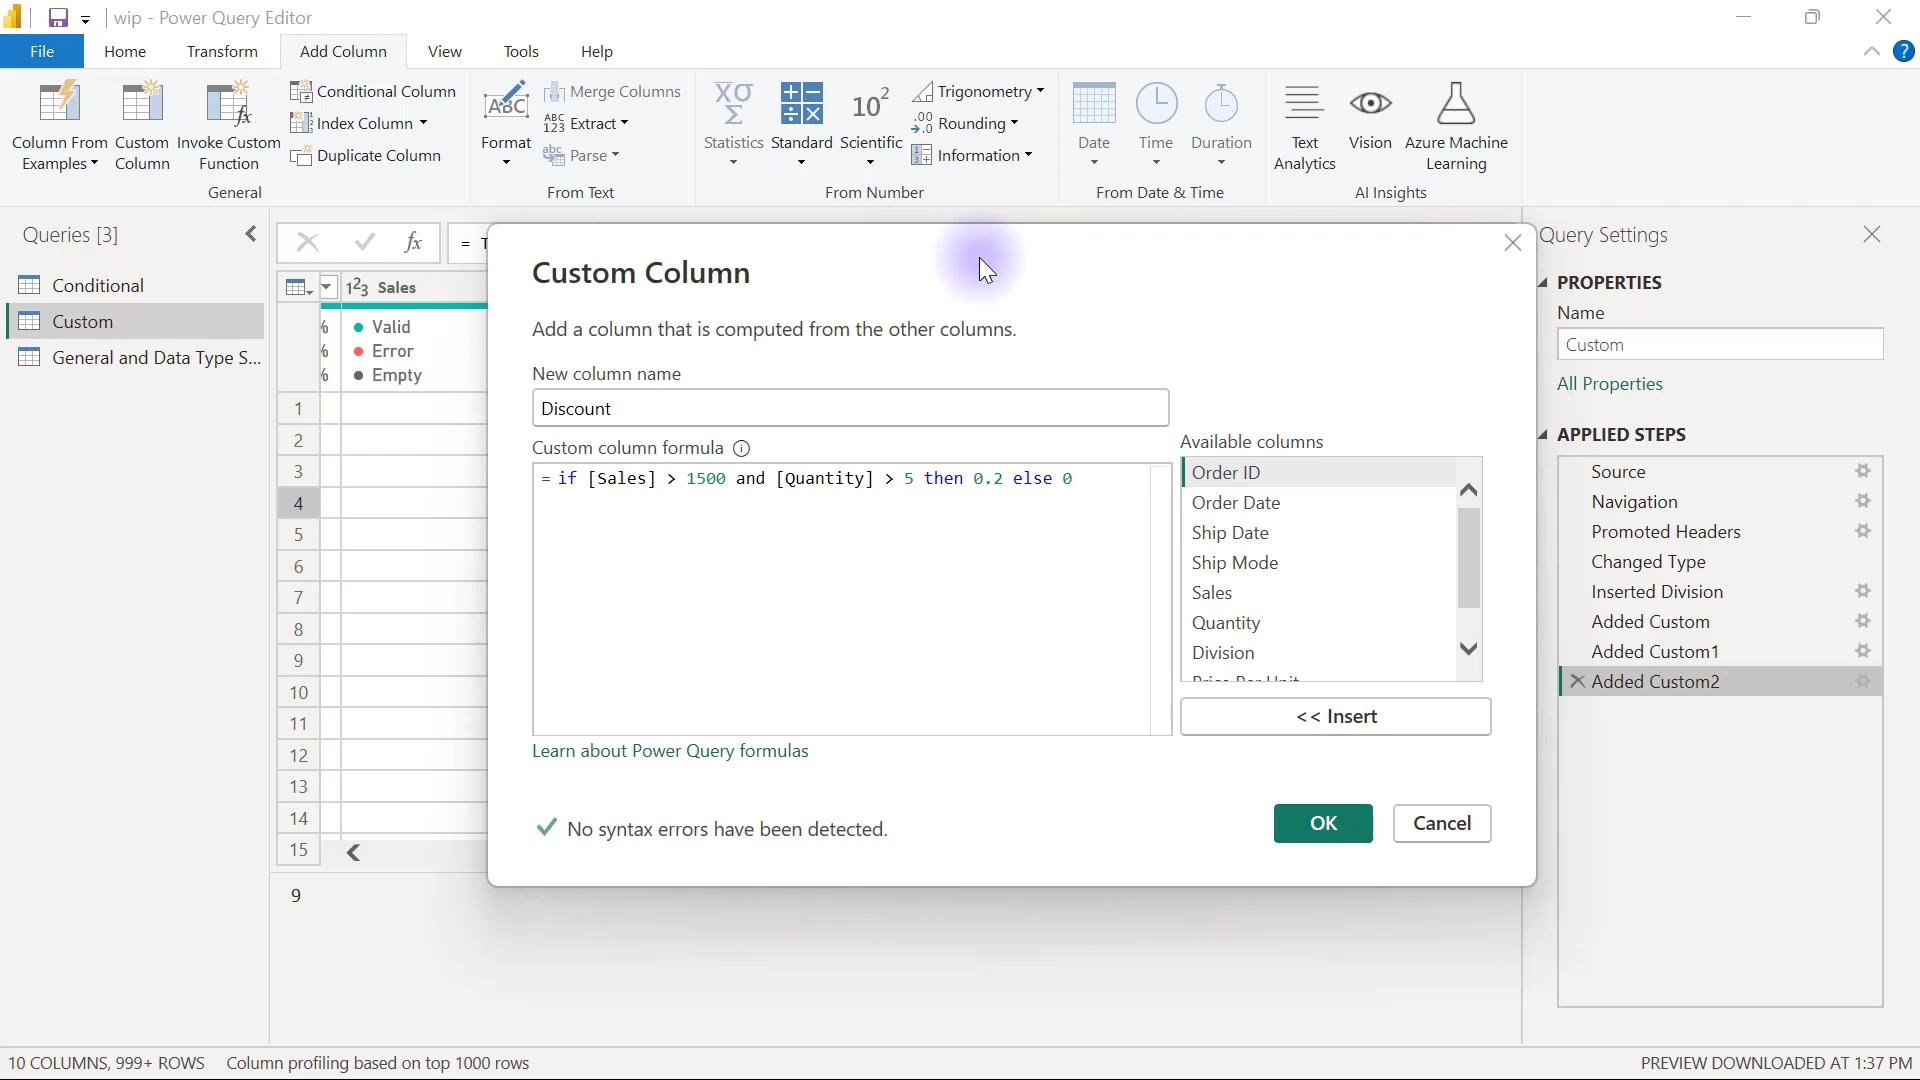 wip - Power Query Editor
File Home Transform Add Column View Tools Help
Column From Examples
Custom Column
Invoke Custom Function
Conditional Column
Index Column
Duplicate Column
General
Format
Merge Columns
Extract
Parse
From Text
Statistics
Standard
Scientific
Trigonometry
Rounding
Information
From Number
Date
Time
Duration
From Date & Time
Text Analytics
Vision
Azure Machine Learning
AI Insights
Queries [3]
Conditional
Custom
General and Data Type S...
= T
Sales
% Valid
% Error
% Empty
1
2
3
4
5
6
7
8
9
10
11
12
13
14
15
9
Custom Column
Add a column that is computed from the other columns.
New column name
Discount
Custom column formula
= if [Sales] > 1500 and [Quantity] > 5 then 0.2 else 0
Available columns
Order ID
Order Date
Ship Date
Ship Mode
Sales
Quantity
Division
Price Per Unit
<< Insert
Learn about Power Query formulas
No syntax errors have been detected.
OK
Cancel
Query Settings
PROPERTIES
Name
Custom
All Properties
APPLIED STEPS
Source
Navigation
Promoted Headers
Changed Type
Inserted Division
Added Custom
Added Custom1
Added Custom2
10 COLUMNS, 999+ ROWS Column profiling based on top 1000 rows
PREVIEW DOWNLOADED AT 1:37 PM